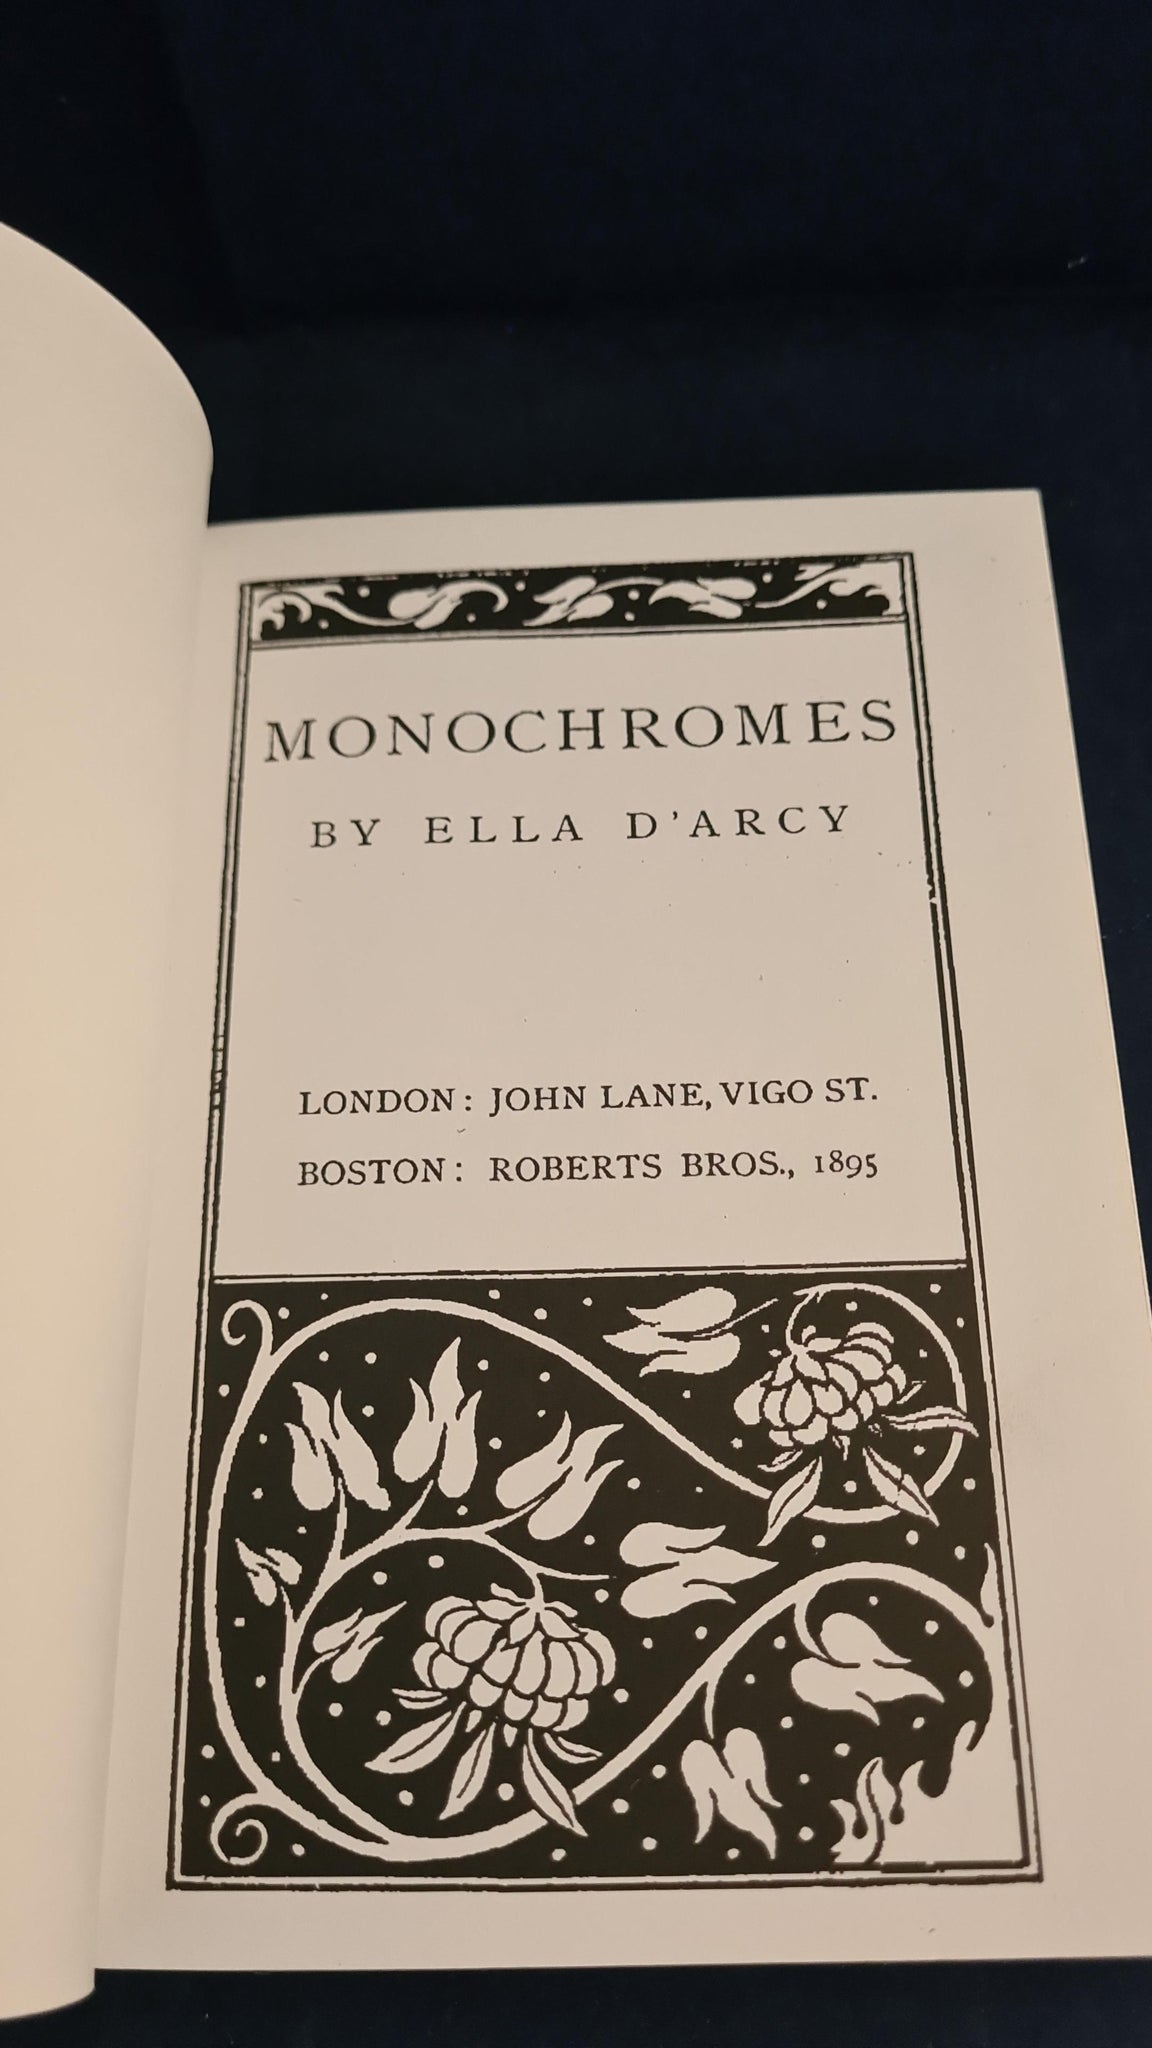 MONOCHROMES
BY ELLA D'ARCY
LONDON: JOHN LANE, VIGO ST.
BOSTON: ROBERTS BROS., 1895